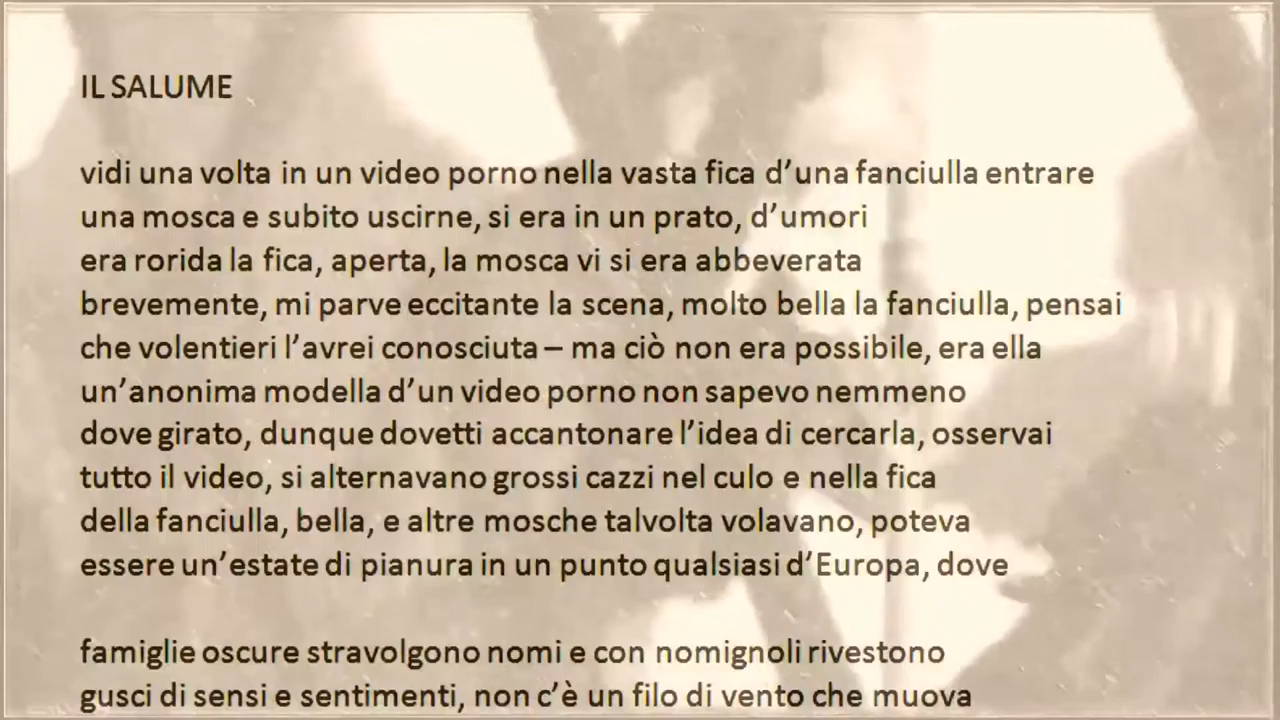 IL SALUME
vidi una volta in un video porno nella vasta fica d’una fanciulla entrare
una mosca e subito uscirne, si era in un prato, d’umori
era rorida la fica, aperta, la mosca vi si era abbeverata
brevemente, mi parve eccitante la scena, molto bella la fanciulla, pensai
che volentieri l’avrei conosciuta – ma ciò non era possibile, era ella
un’anonima modella d’un video porno non sapevo nemmeno
dove girato, dunque dovetti accantonare l’idea di cercarla, osservai
tutto il video, si alternavano grossi cazzi nel culo e nella fica
della fanciulla, bella, e altre mosche talvolta volavano, poteva
essere un’estate di pianura in un punto qualsiasi d’Europa, dove
famiglie oscure stravolgono nomi e con nomignoli rivestono
gusci di sensi e sentimenti, non c’è un filo di vento che muova